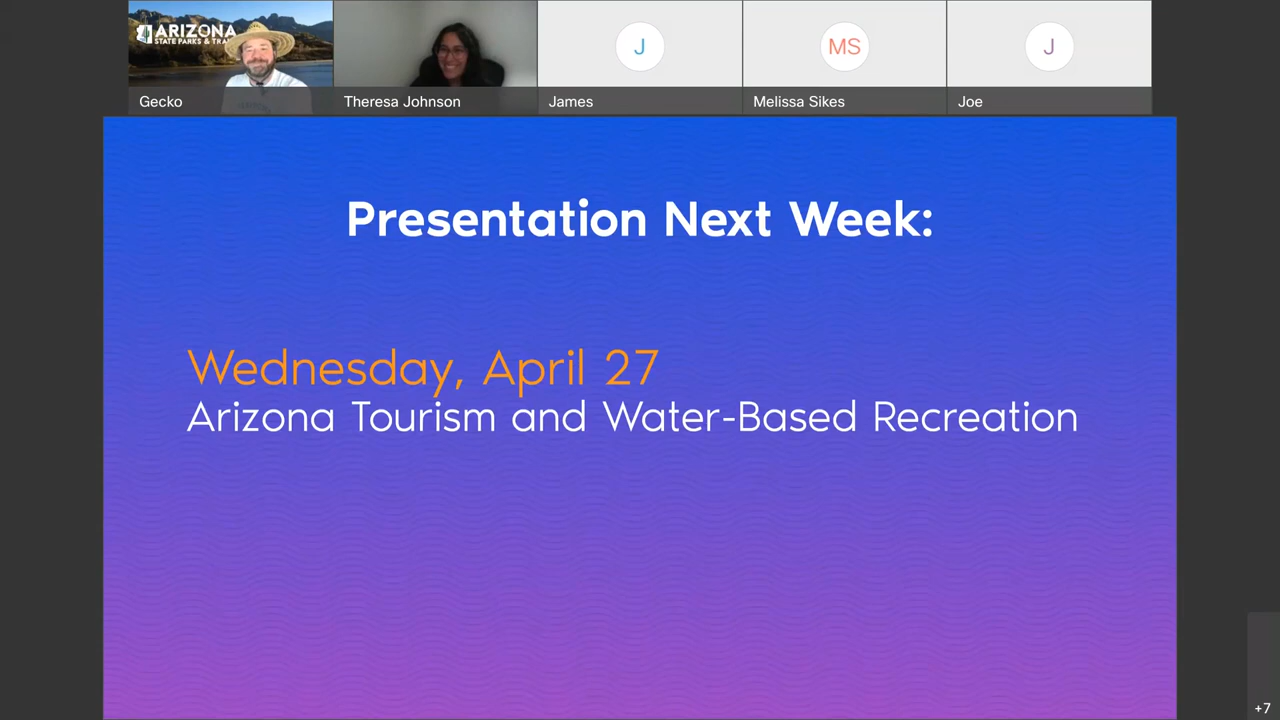 ARIZONA
STATE PARKS & TRA
Gecko
Theresa Johnson
J
James
MS
Melissa Sikes
J
Joe
Presentation Next Week:
Wednesday, April 27
Arizona Tourism and Water-Based Recreation
+7